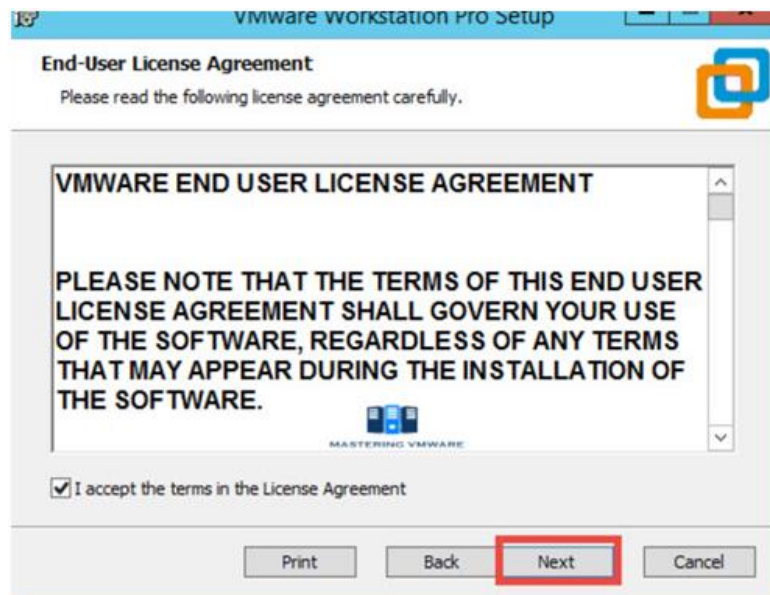 VMware Workstation Pro Setup
End-User License Agreement
Please read the following license agreement carefully.
VMWARE END USER LICENSE AGREEMENT
PLEASE NOTE THAT THE TERMS OF THIS END USER
LICENSE AGREEMENT SHALL GOVERN YOUR USE
OF THE SOFTWARE, REGARDLESS OF ANY TERMS
THAT MAY APPEAR DURING THE INSTALLATION OF
THE SOFTWARE.
MASTERING VMWARE
I accept the terms in the License Agreement
Print Back Next Cancel